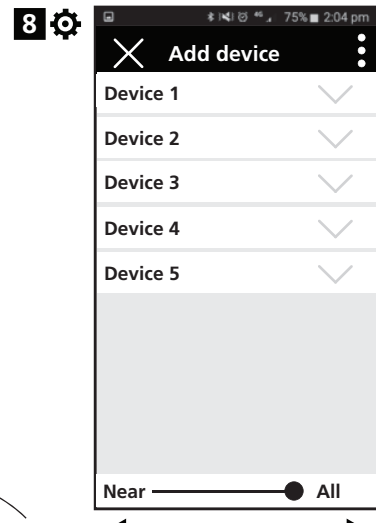 8
4G 75% 2:04 pm
Add device
Device 1
Device 2
Device 3
Device 4
Device 5
Near All